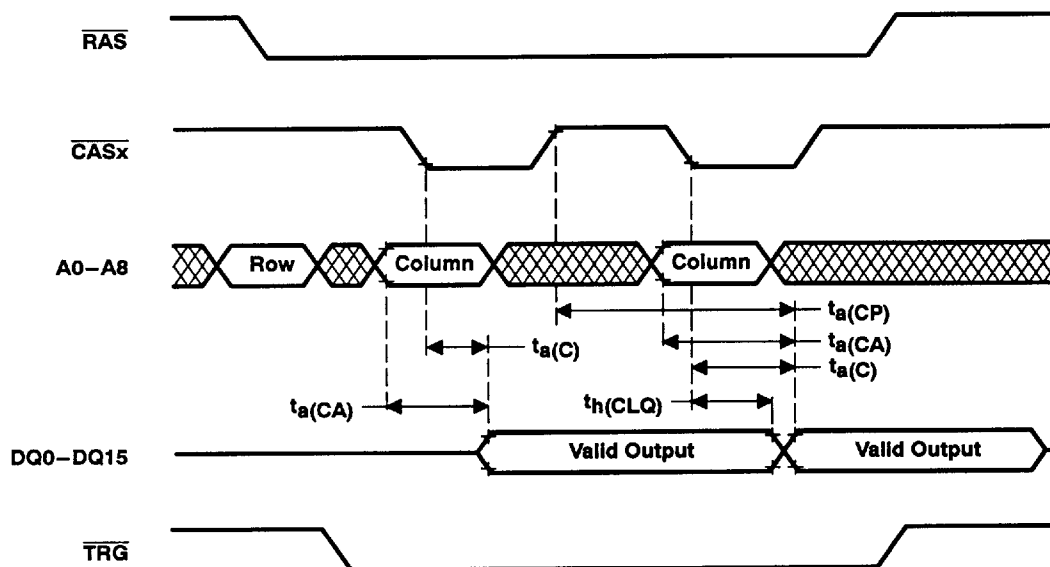 RAS
CASx
A0–A8 Row Column Column
ta(CP)
ta(C) ta(CA)
ta(C)
ta(CA) th(CLQ)
DQ0–DQ15 Valid Output Valid Output
TRG